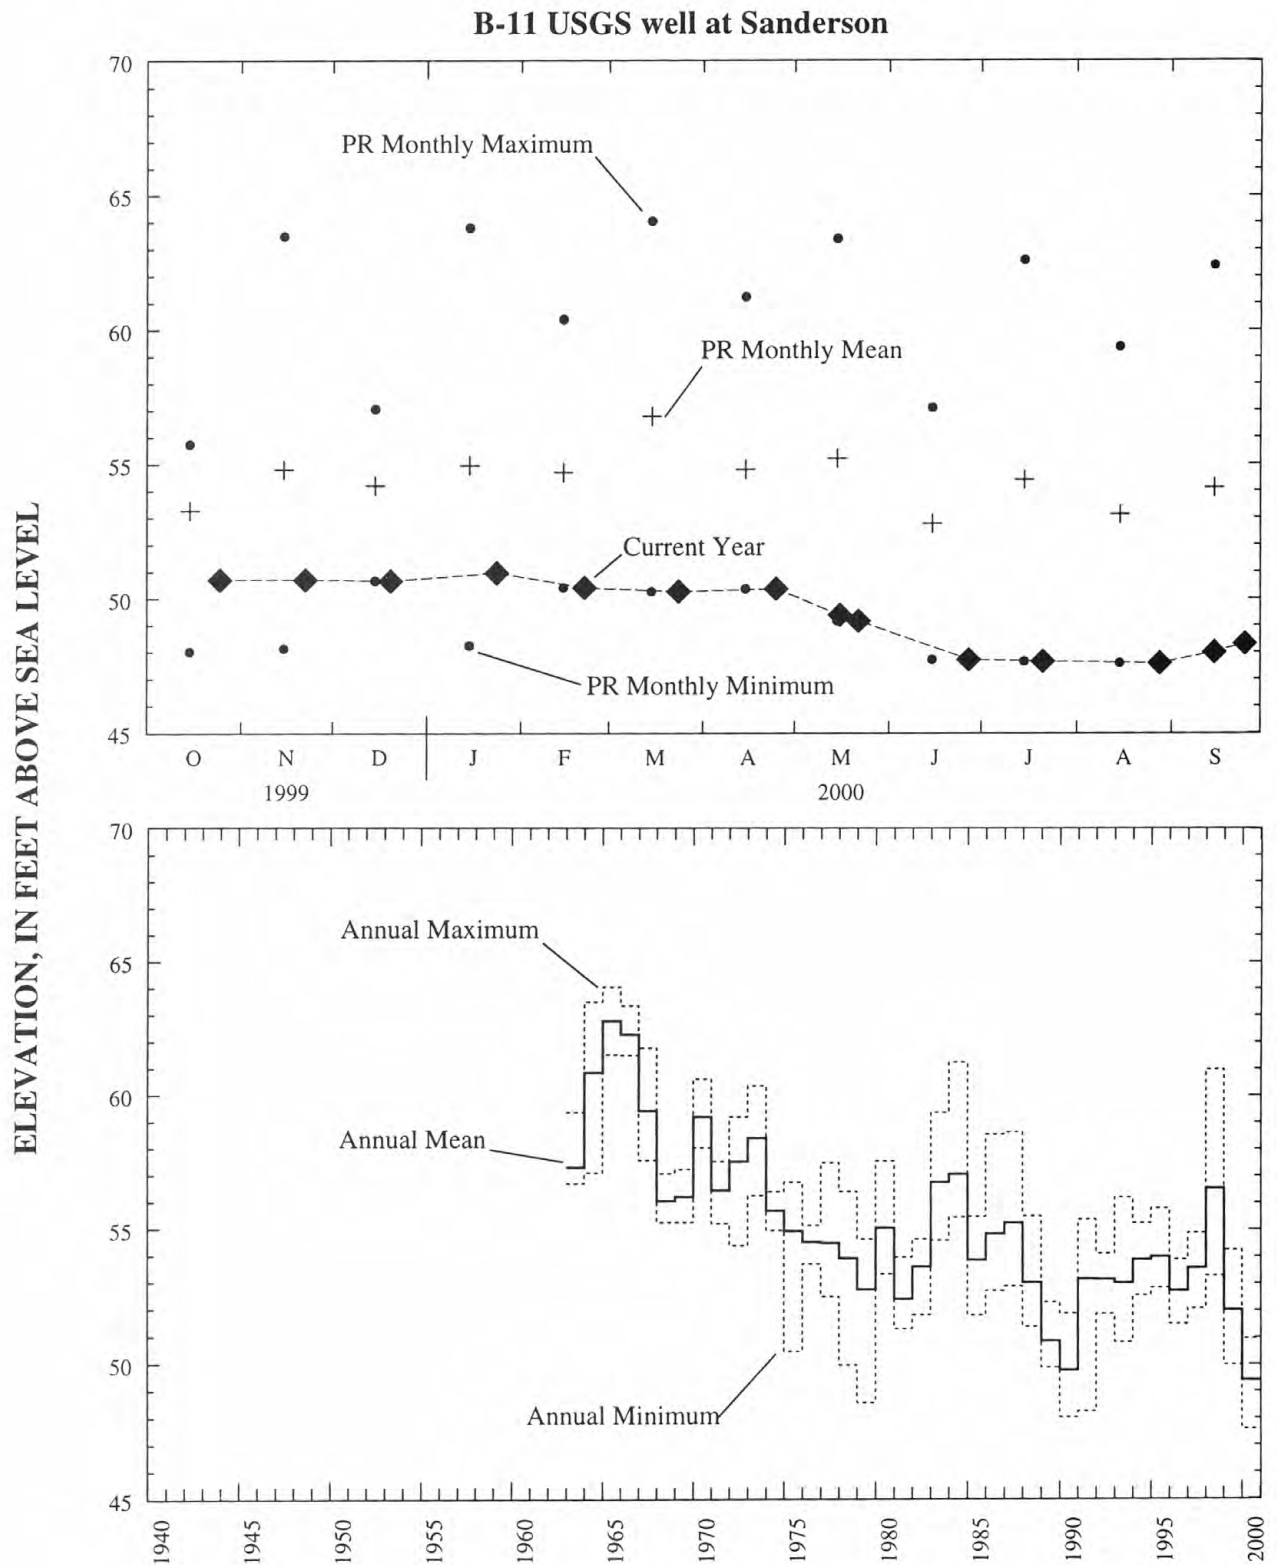 B-11 USGS well at Sanderson
70
PR Monthly Maximum
65
60
PR Monthly Mean
55
Current Year
50
PR Monthly Minimum
45
O N D J F M A M J J A S
1999 2000
ELEVATION, IN FEET ABOVE SEA LEVEL
70
Annual Maximum
65
60
Annual Mean
55
50
Annual Minimum
45
1940 1945 1950 1955 1960 1965 1970 1975 1980 1985 1990 1995 2000